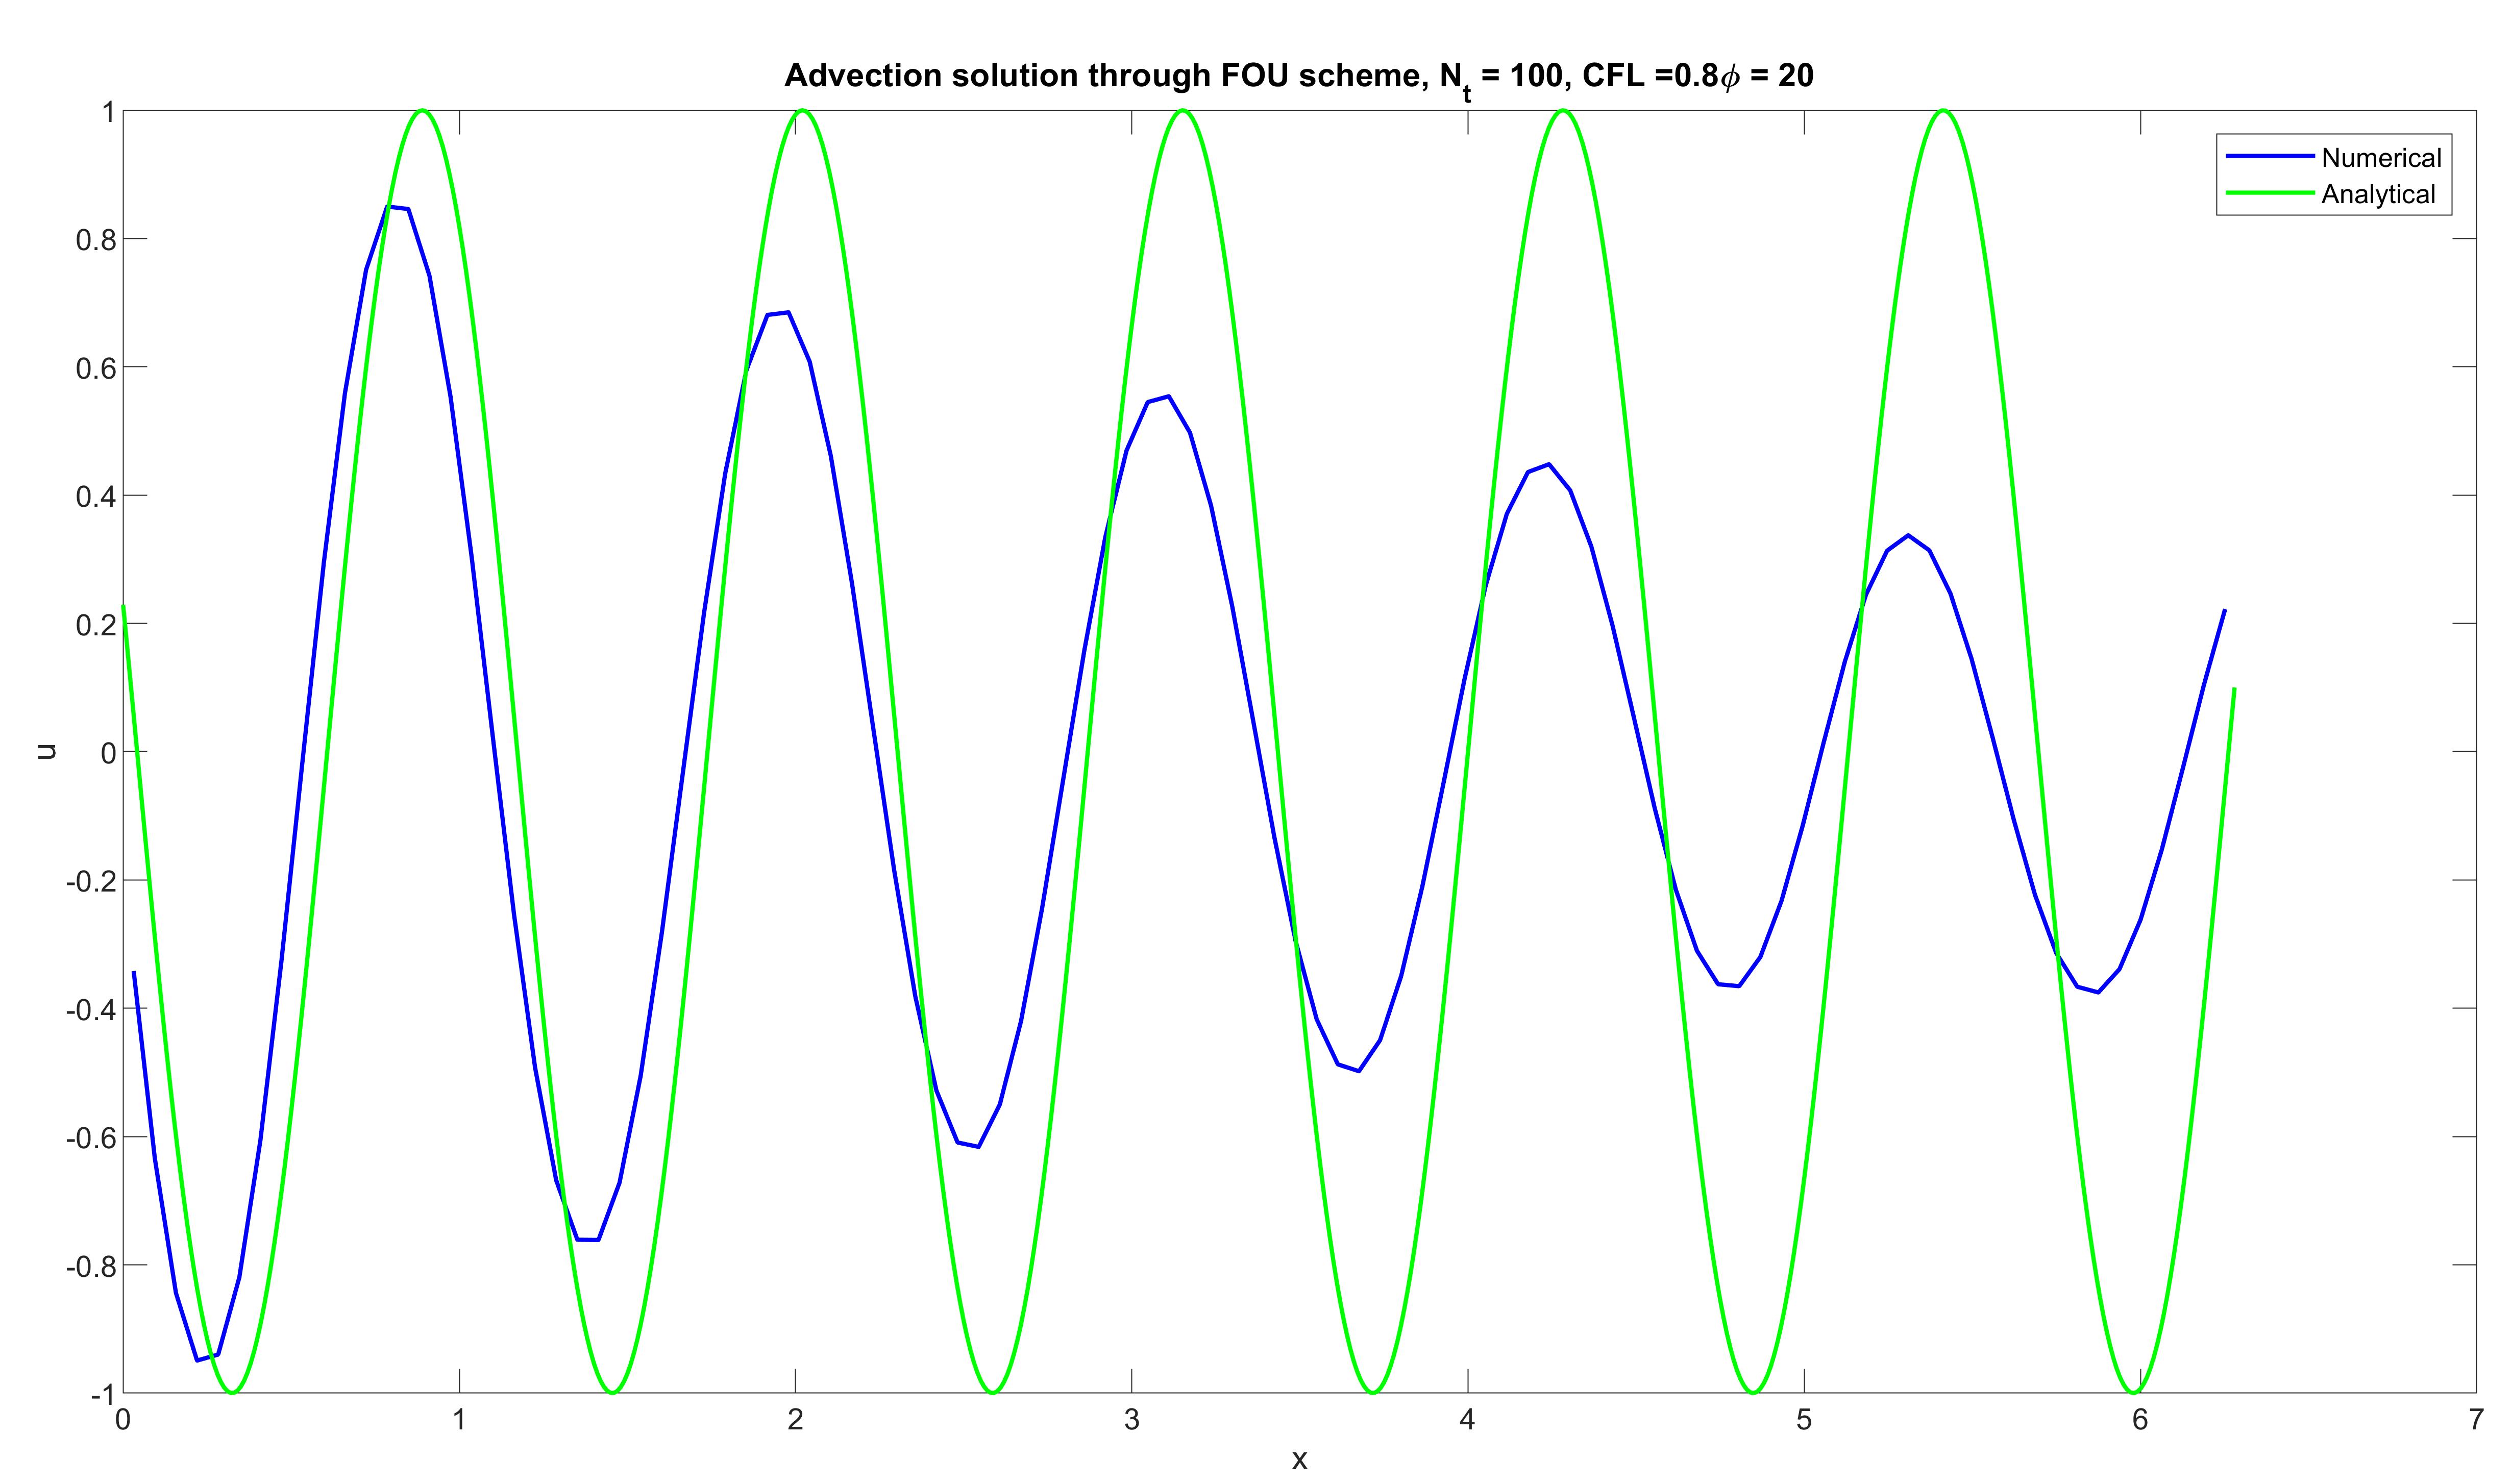 Advection solution through FOU scheme, Nt = 100, CFL =0.8ϕ = 20
Numerical
Analytical
1
0.8
0.6
0.4
0.2
0
-0.2
-0.4
-0.6
-0.8
-1
u
0 1 2 3 4 5 6 7
x